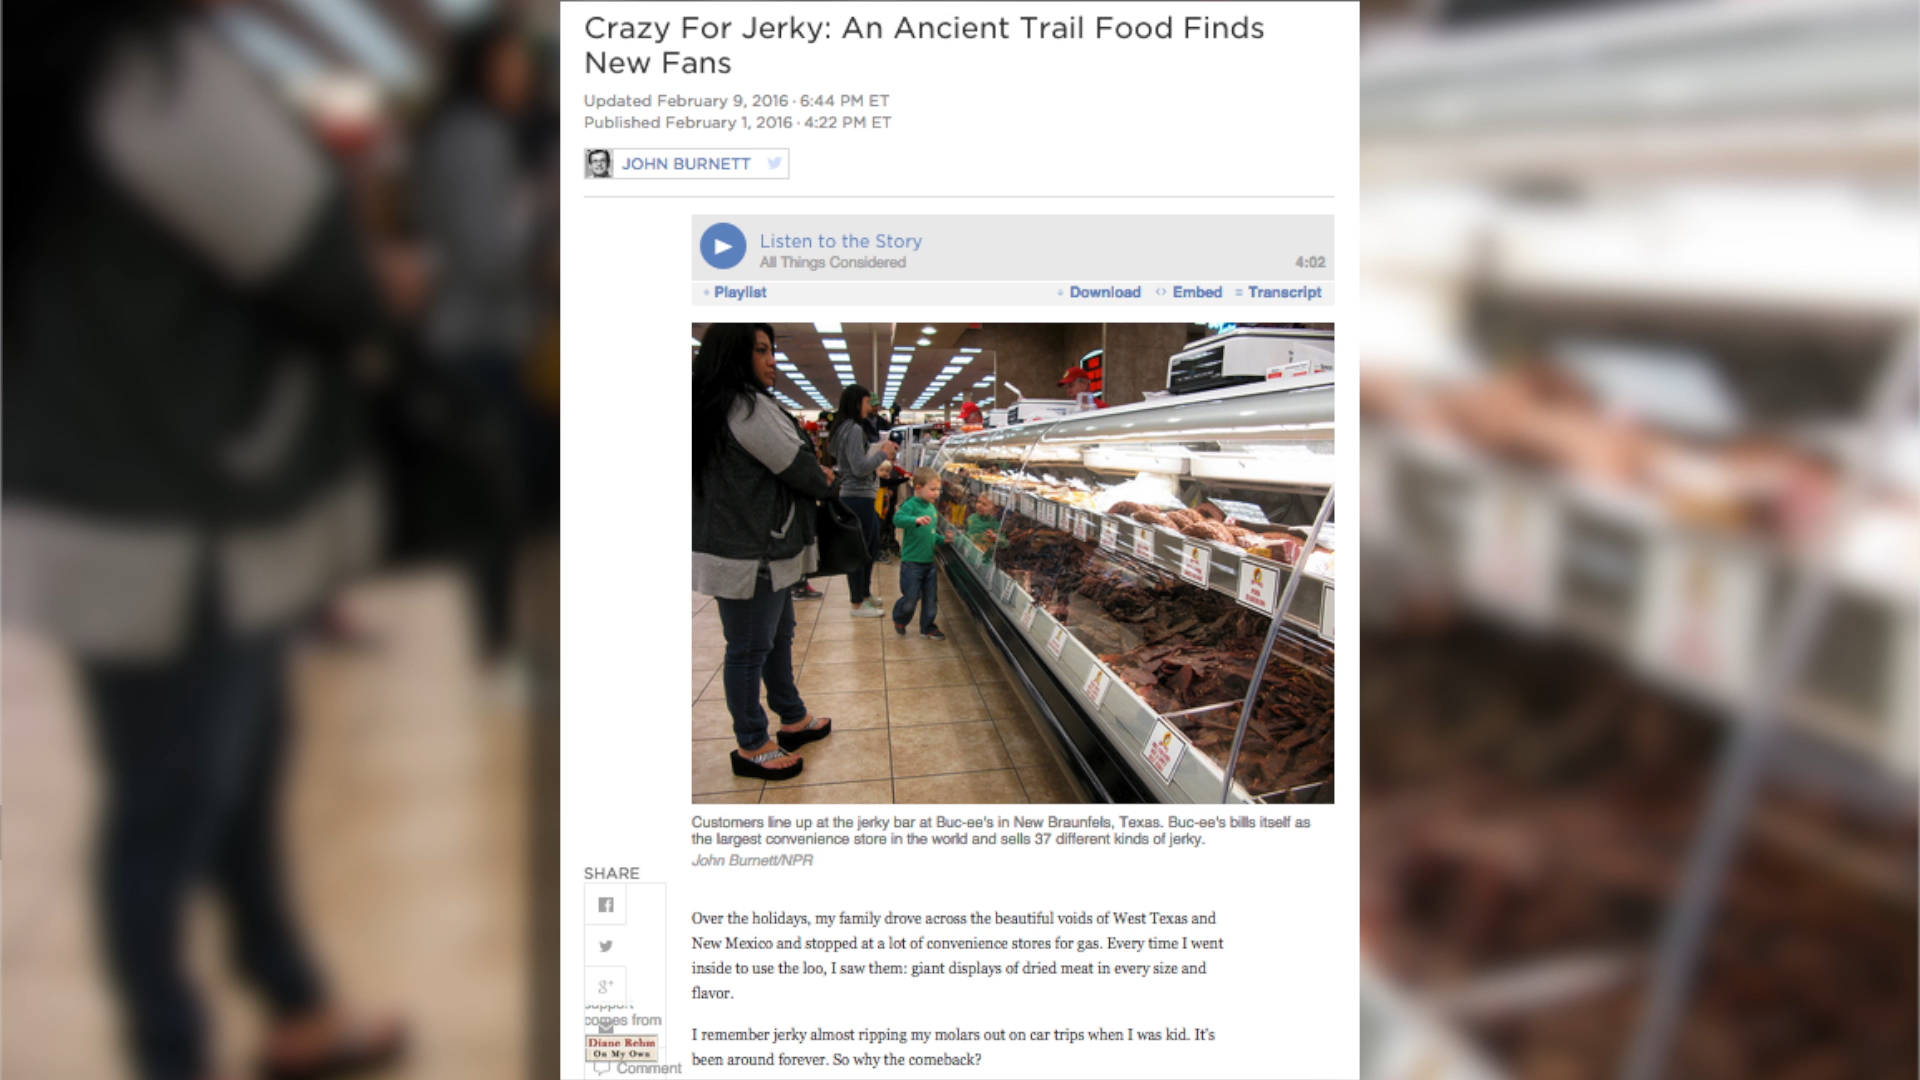 Crazy For Jerky: An Ancient Trail Food Finds
New Fans
Updated February 9, 2016 · 6:44 PM ET
Published February 1, 2016 · 4:22 PM ET
JOHN BURNETT
Listen to the Story
All Things Considered
4:02
+ Playlist
Download
<> Embed
= Transcript
Customers line up at the jerky bar at Buc-ee's in New Braunfels, Texas. Buc-ee's bills itself as
the largest convenience store in the world and sells 37 different kinds of jerky.
John Burnett/NPR
SHARE
g+
support
comes from
Diane Rehm
On My Own
Comment
Over the holidays, my family drove across the beautiful voids of West Texas and
New Mexico and stopped at a lot of convenience stores for gas. Every time I went
inside to use the loo, I saw them: giant displays of dried meat in every size and
flavor.
I remember jerky almost ripping my molars out on car trips when I was kid. It's
been around forever. So why the comeback?